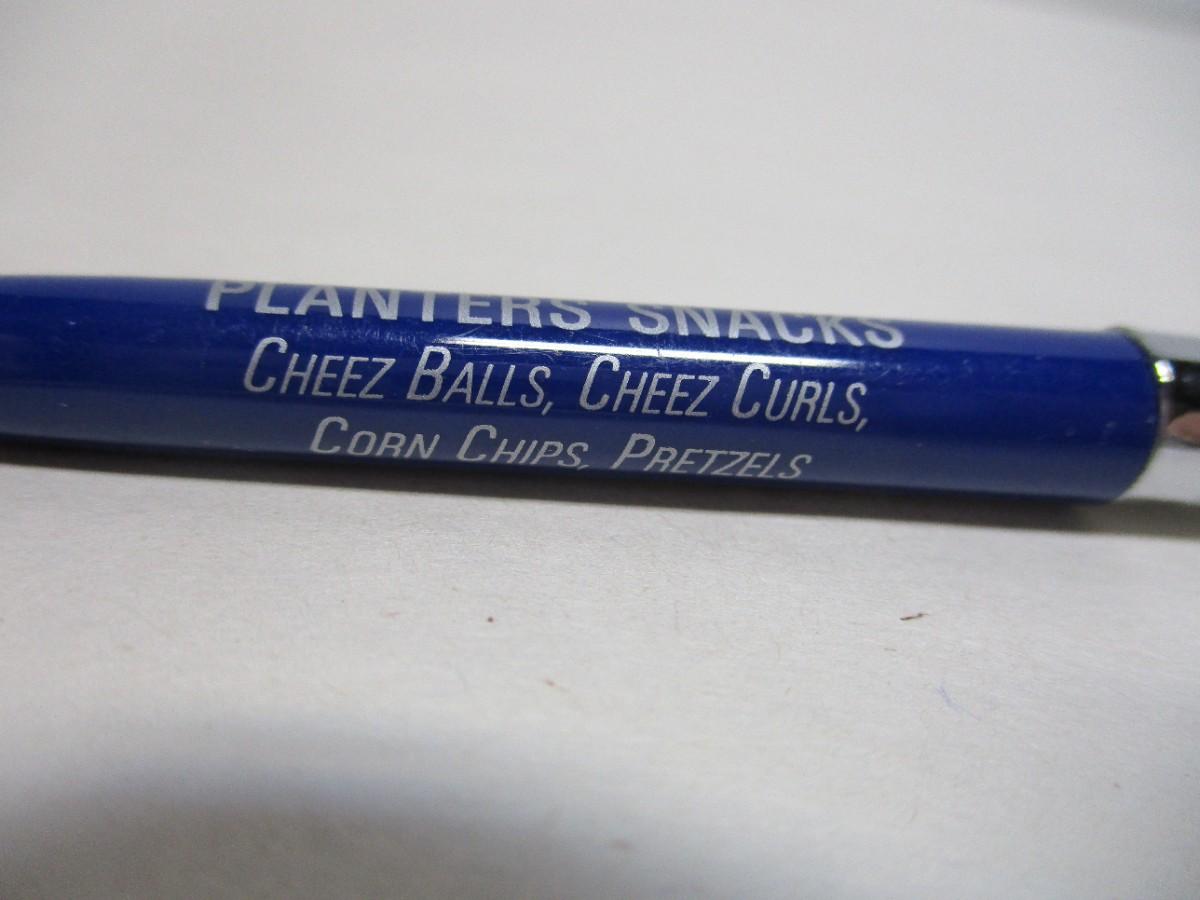 PLANTERS SNACKS
CHEEZ BALLS, CHEEZ CURLS,
CORN CHIPS, PRETZELS